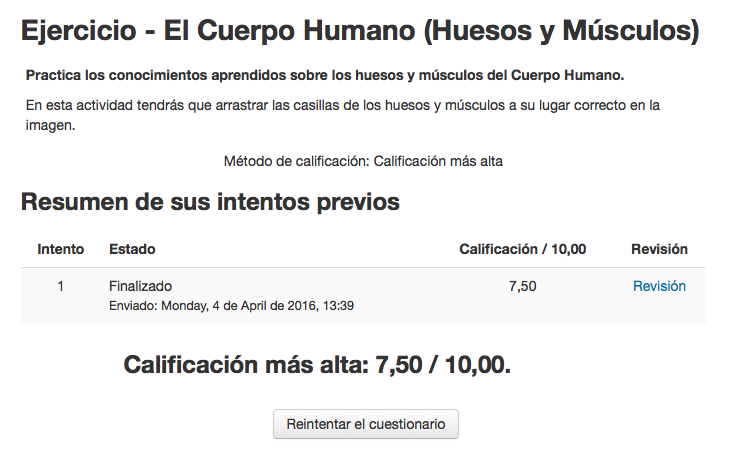 Ejercicio - El Cuerpo Humano (Huesos y Músculos)
Practica los conocimientos aprendidos sobre los huesos y músculos del Cuerpo Humano.
En esta actividad tendrás que arrastrar las casillas de los huesos y músculos a su lugar correcto en la
imagen.
Método de calificación: Calificación más alta
Resumen de sus intentos previos
Intento Estado Calificación / 10,00 Revisión
1 Finalizado 7,50 Revisión
Enviado: Monday, 4 de April de 2016, 13:39
Calificación más alta: 7,50 / 10,00.
Reintentar el cuestionario